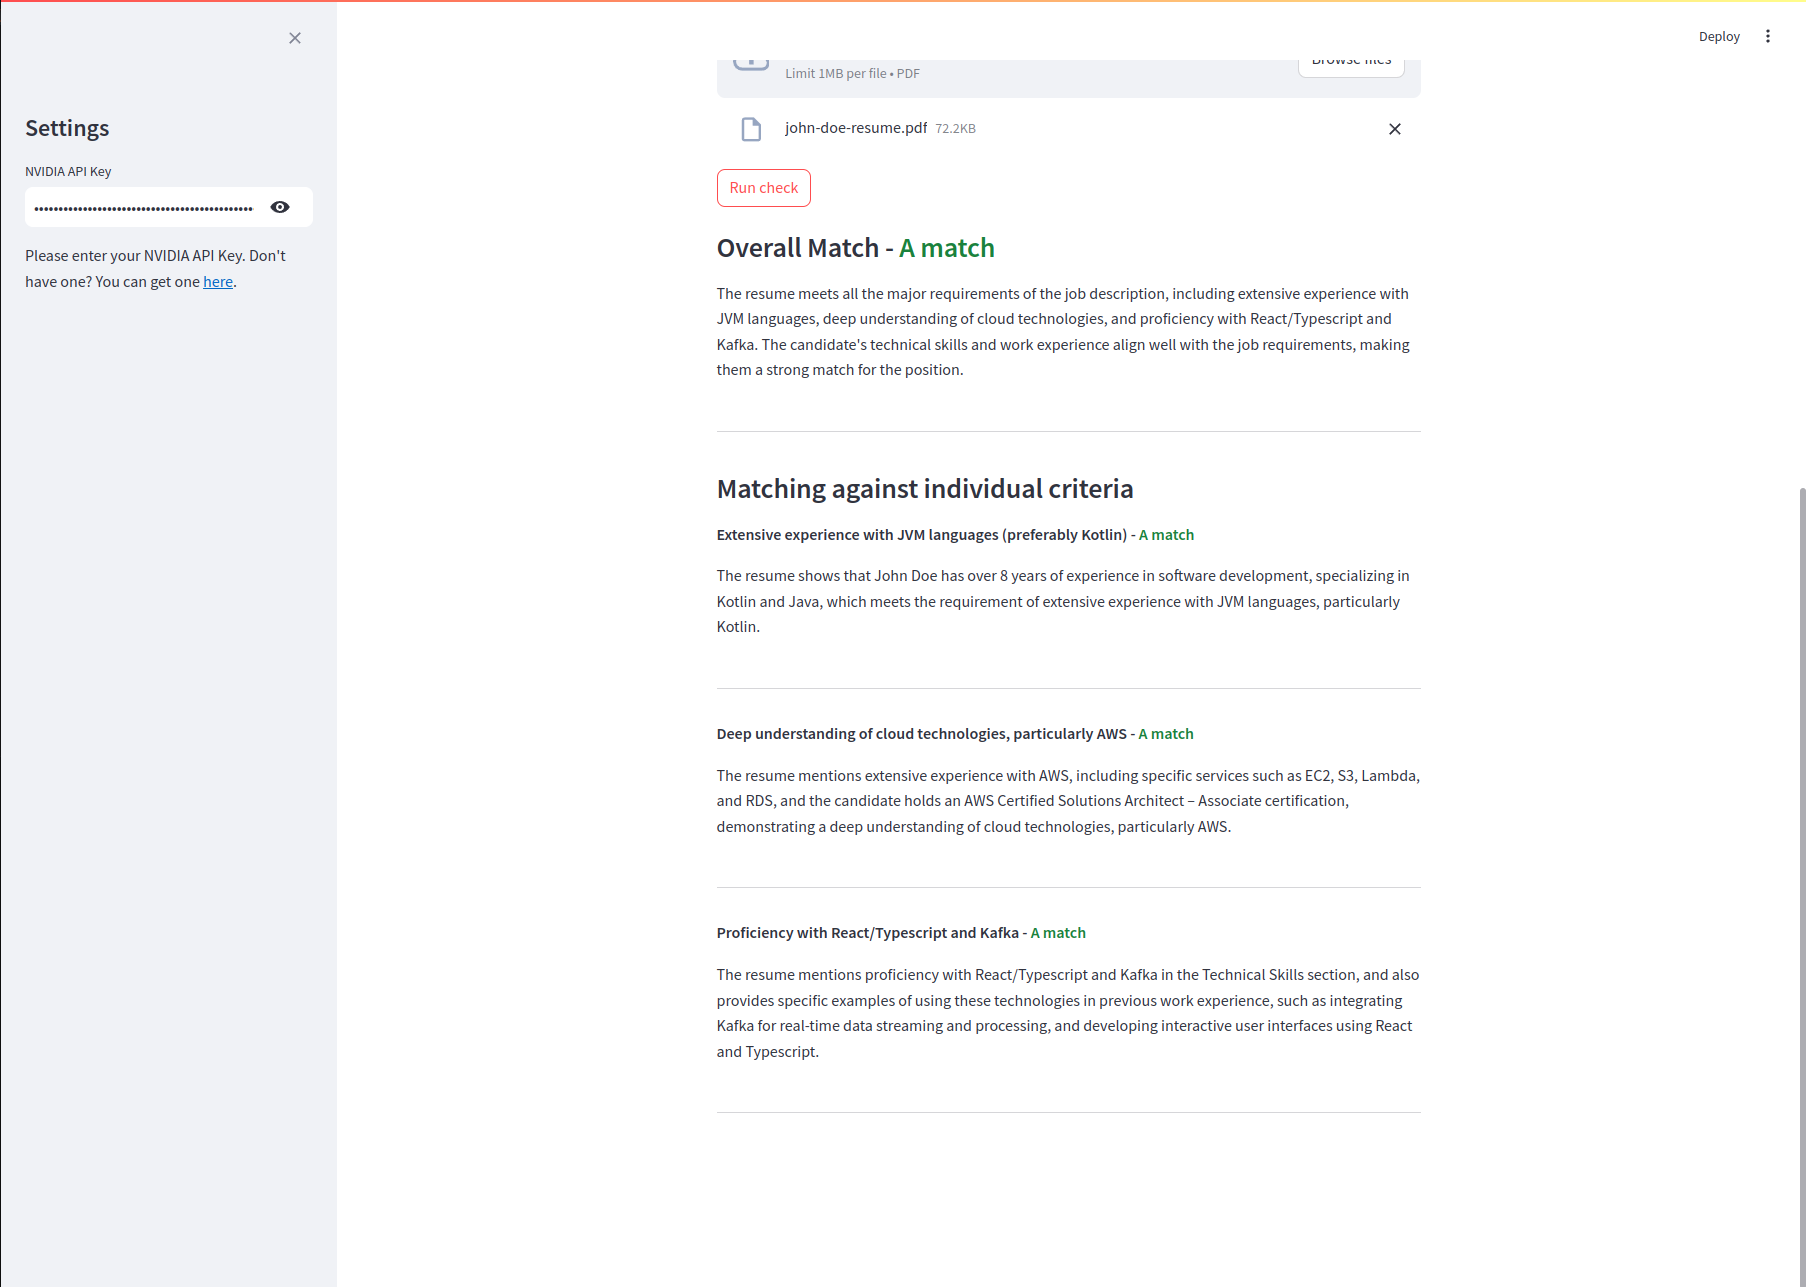 Deploy
Settings
NVIDIA API Key
Please enter your NVIDIA API Key. Don't
have one? You can get one here.
Limit 1MB per file • PDF
Browse files
john-doe-resume.pdf 72.2KB
Run check
Overall Match - A match
The resume meets all the major requirements of the job description, including extensive experience with
JVM languages, deep understanding of cloud technologies, and proficiency with React/Typescript and
Kafka. The candidate's technical skills and work experience align well with the job requirements, making
them a strong match for the position.
Matching against individual criteria
Extensive experience with JVM languages (preferably Kotlin) - A match
The resume shows that John Doe has over 8 years of experience in software development, specializing in
Kotlin and Java, which meets the requirement of extensive experience with JVM languages, particularly
Kotlin.
Deep understanding of cloud technologies, particularly AWS - A match
The resume mentions extensive experience with AWS, including specific services such as EC2, S3, Lambda,
and RDS, and the candidate holds an AWS Certified Solutions Architect – Associate certification,
demonstrating a deep understanding of cloud technologies, particularly AWS.
Proficiency with React/Typescript and Kafka - A match
The resume mentions proficiency with React/Typescript and Kafka in the Technical Skills section, and also
provides specific examples of using these technologies in previous work experience, such as integrating
Kafka for real-time data streaming and processing, and developing interactive user interfaces using React
and Typescript.